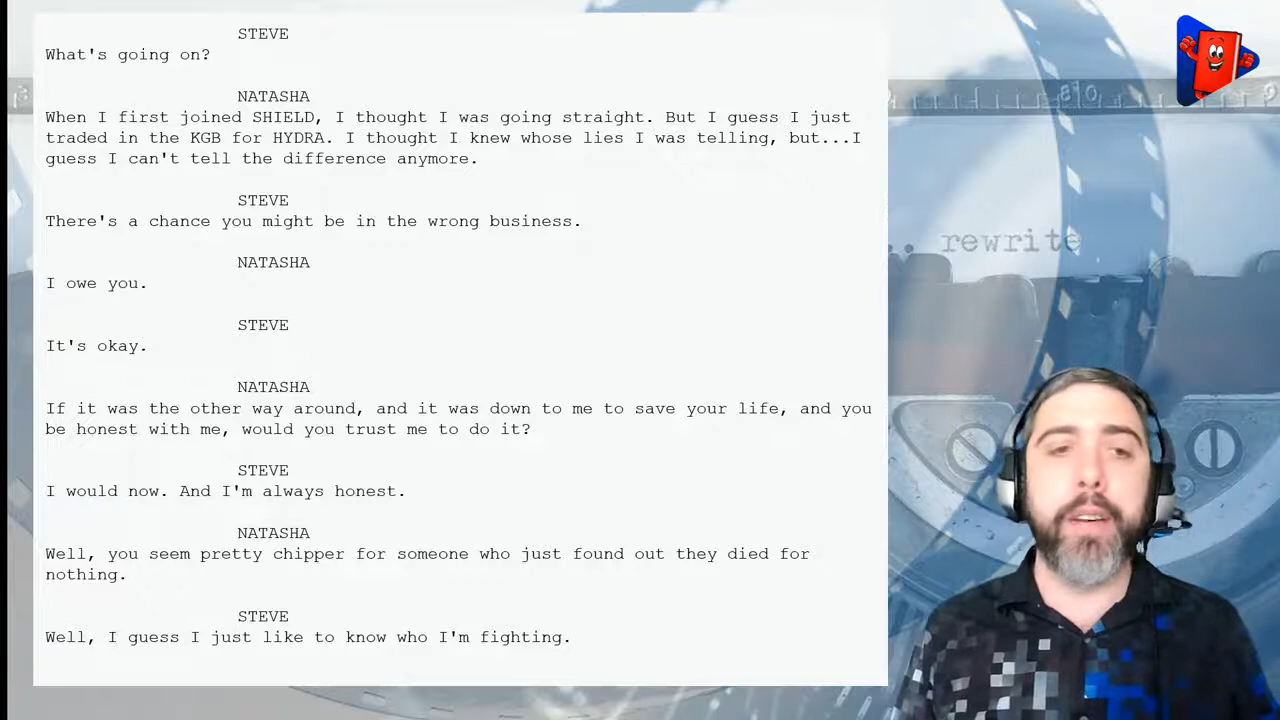 STEVE
What's going on?
NATASHA
When I first joined SHIELD, I thought I was going straight. But I guess I just
traded in the KGB for HYDRA. I thought I knew whose lies I was telling, but...I
guess I can't tell the difference anymore.
STEVE
There's a chance you might be in the wrong business.
NATASHA
I owe you.
STEVE
It's okay.
NATASHA
If it was the other way around, and it was down to me to save your life, and you
be honest with me, would you trust me to do it?
STEVE
I would now. And I'm always honest.
NATASHA
Well, you seem pretty chipper for someone who just found out they died for
nothing.
STEVE
Well, I guess I just like to know who I'm fighting.
.. rewrite